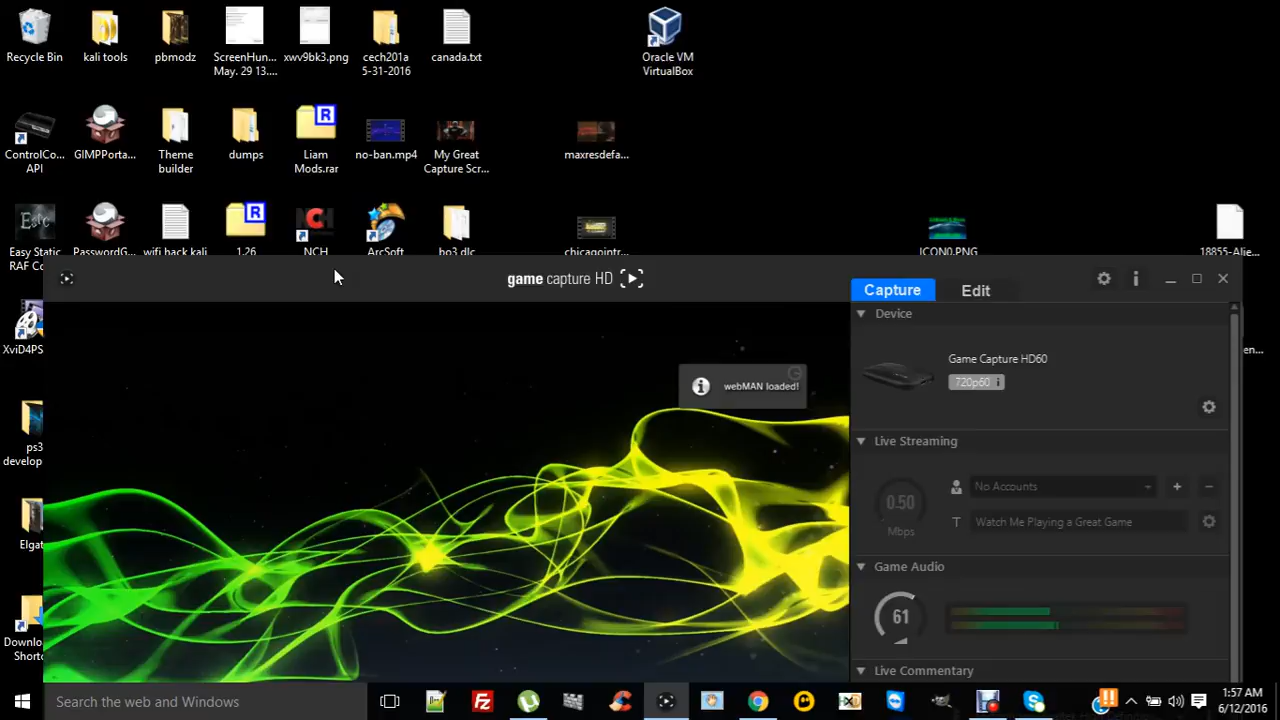 Recycle Bin
kali tools
pbmodz
ScreenHun...
May. 29 13....
xwv9bk3.png
cech201a
5-31-2016
canada.txt
Oracle VM
VirtualBox
ControlCo...
API
GIMPPorta...
Theme
builder
dumps
R
Liam
Mods.rar
no-ban.mp4
My Great
Capture Scr...
maxresdefa...
Easy Static
RAF Co
PasswordG...
wifi hack kali
R
1.26
NCH
ArcSoft
bo3 dlc
chicagointr...
ICON0.PNG
18855-Alie...
game capture HD
Capture
Edit
Device
Game Capture HD60
720p60 i
XviD4PS
webMAN loaded!
ps3
develop
Live Streaming
0.50
Mbps
No Accounts
T
Watch Me Playing a Great Game
Elgat
Game Audio
61
Downlo
Shortc
Live Commentary
Search the web and Windows
1:57 AM
6/12/2016